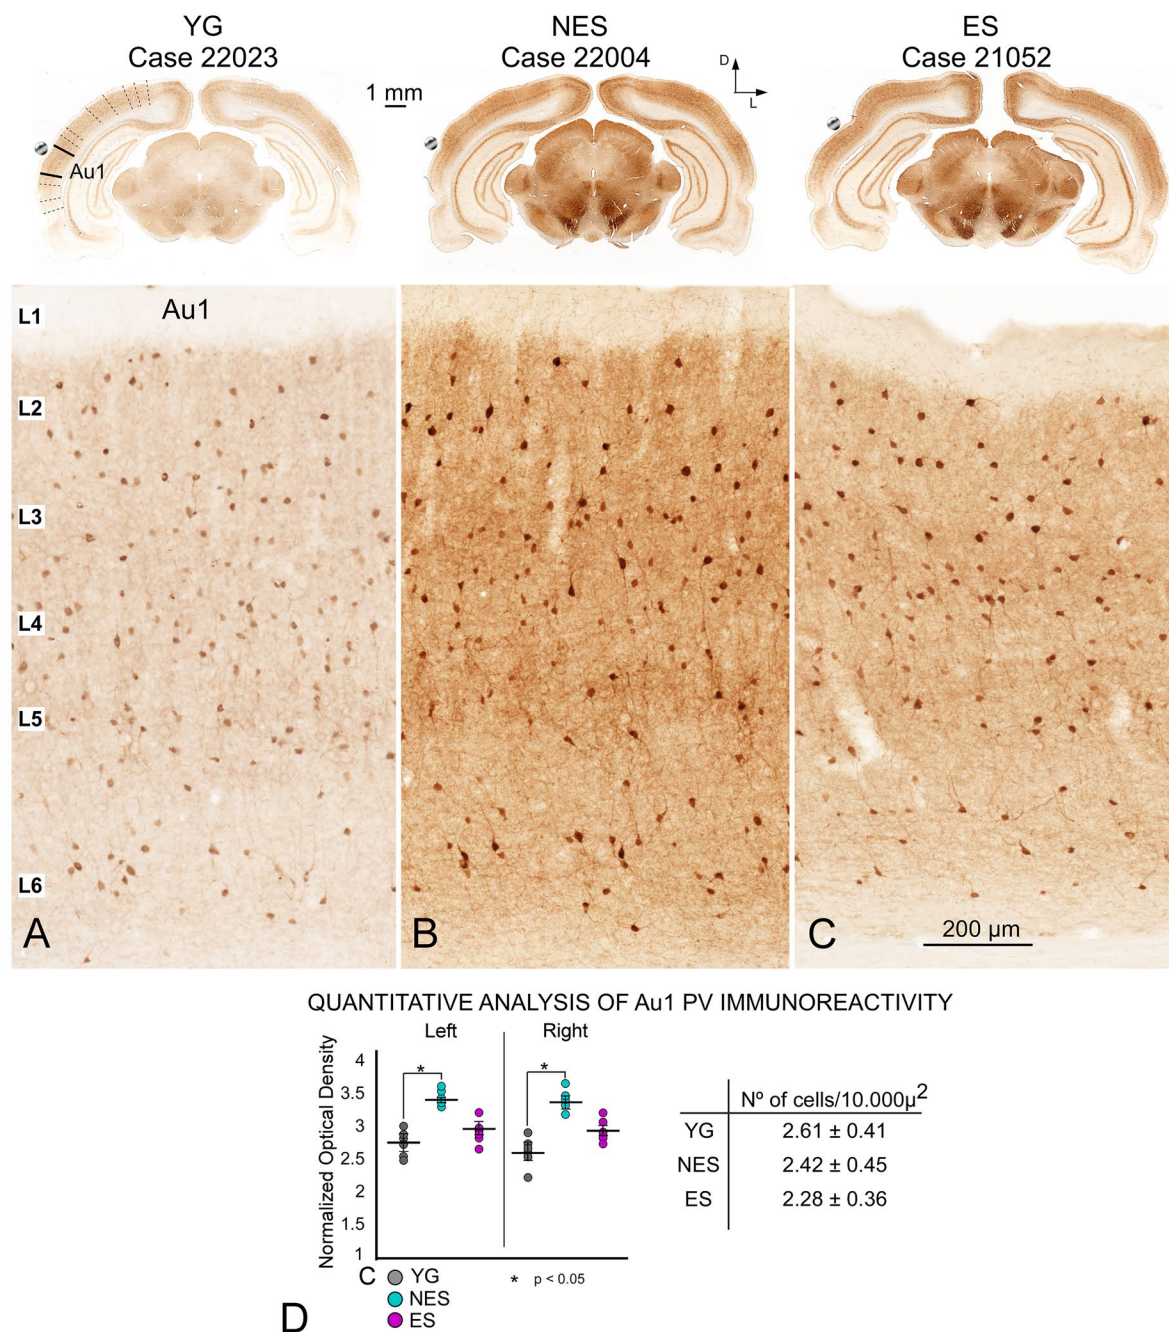 YG
Case 22023
NES
Case 22004
ES
Case 21052
1 mm
D
L
Au1
Au1
L1
L2
L3
L4
L5
L6
A
B
C
200 µm
QUANTITATIVE ANALYSIS OF Au1 PV IMMUNOREACTIVITY
Left
Right
Normalized Optical Density
4
3.5
3
2.5
2
1.5
1
*
*
C
YG
NES
ES
* p < 0.05
Nº of cells/10.000µ²
YG 2.61 ± 0.41
NES 2.42 ± 0.45
ES 2.28 ± 0.36
D